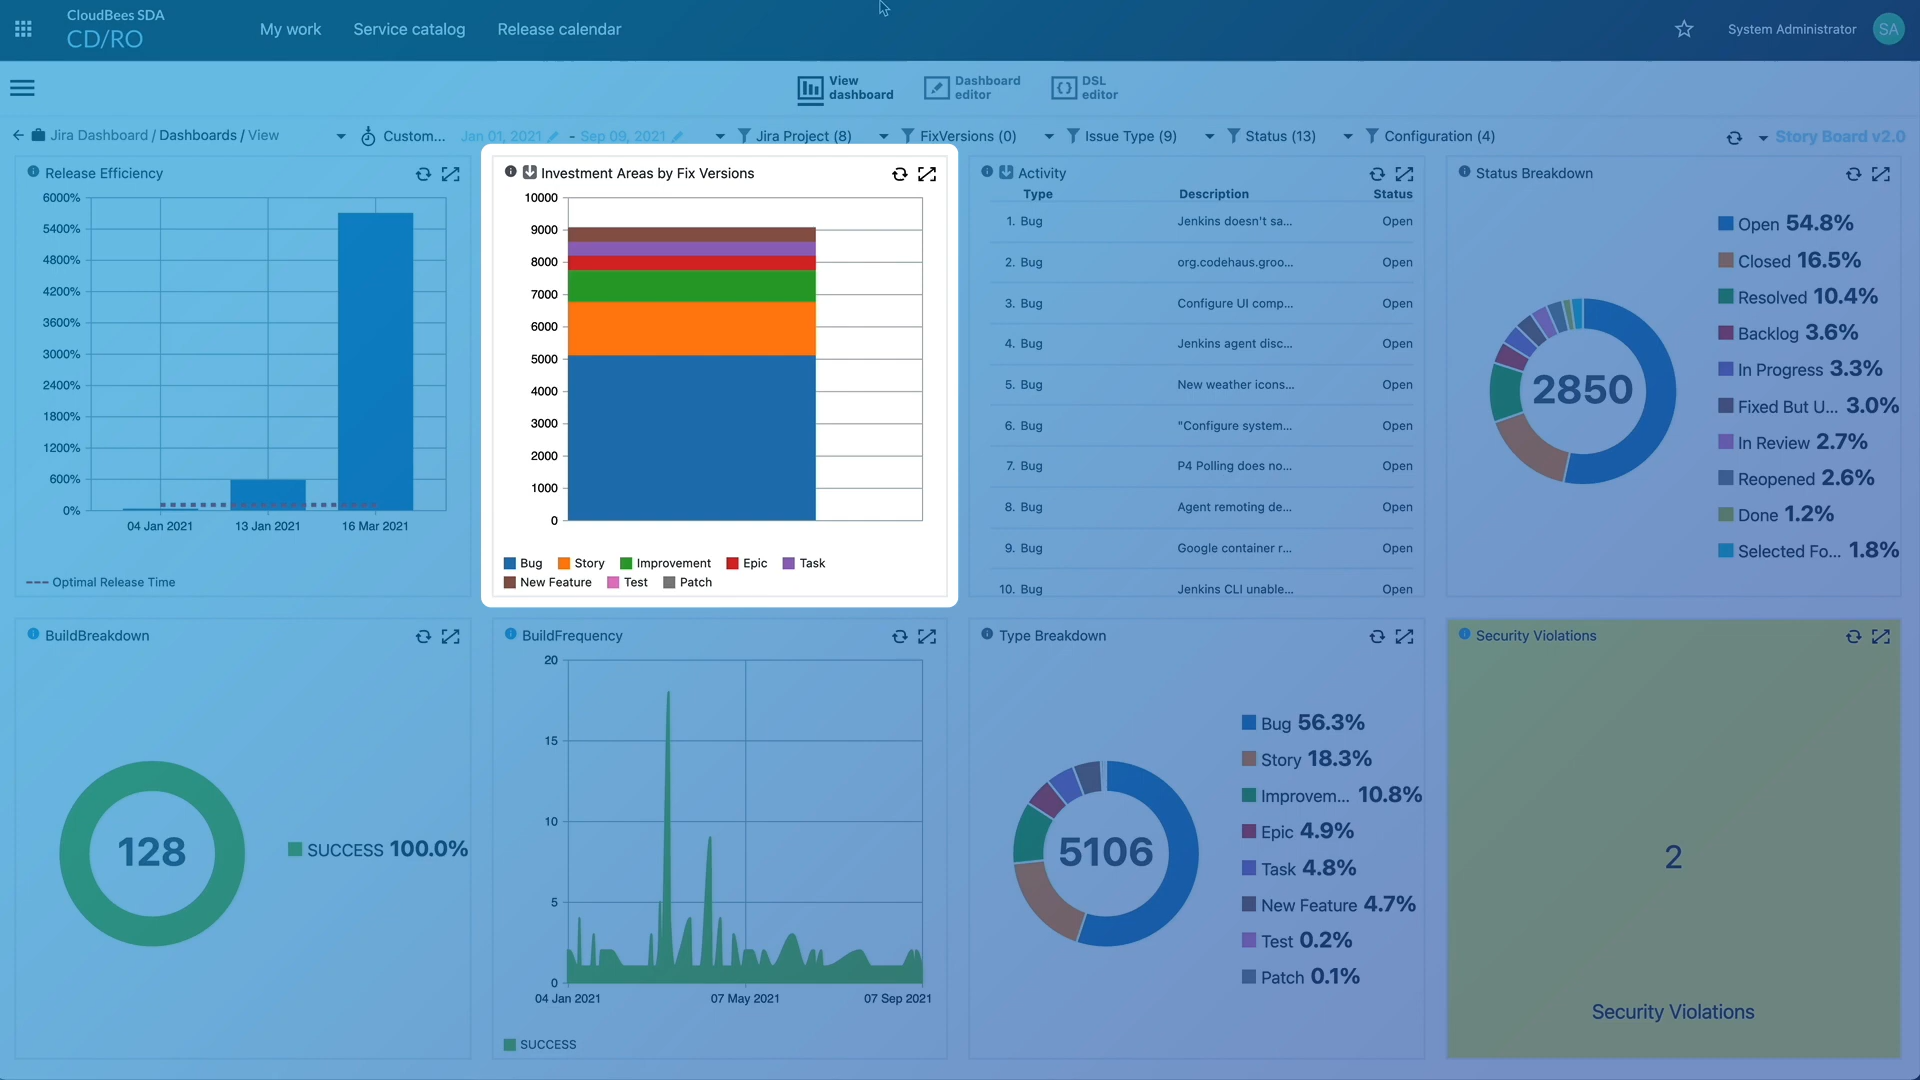 CloudBees SDA
CD/RO
My work
Service catalog
Release calendar
System Administrator
SA
View dashboard
Dashboard editor
DSL editor
Jira Dashboard / Dashboards / View
Custom...
Jan 01, 2021 - Sep 09, 2021
Jira Project (8)
FixVersions (0)
Issue Type (9)
Status (13)
Configuration (4)
Story Board v2.0
Release Efficiency
6000%
5400%
4800%
4200%
3600%
3000%
2400%
1800%
1200%
600%
0%
04 Jan 2021
13 Jan 2021
16 Mar 2021
Optimal Release Time
Investment Areas by Fix Versions
10000
9000
8000
7000
6000
5000
4000
3000
2000
1000
0
Bug
Story
Improvement
Epic
Task
New Feature
Test
Patch
Activity
Type Description Status
1. Bug Jenkins doesn't sa... Open
2. Bug org.codehaus.groo... Open
3. Bug Configure UI comp... Open
4. Bug Jenkins agent disc... Open
5. Bug New weather icons... Open
6. Bug "Configure system... Open
7. Bug P4 Polling does no... Open
8. Bug Agent remoting de... Open
9. Bug Google container r... Open
10. Bug Jenkins CLI unable... Open
Status Breakdown
2850
Open 54.8%
Closed 16.5%
Resolved 10.4%
Backlog 3.6%
In Progress 3.3%
Fixed But U... 3.0%
In Review 2.7%
Reopened 2.6%
Done 1.2%
Selected Fo... 1.8%
BuildBreakdown
128
SUCCESS 100.0%
BuildFrequency
20
15
10
5
0
04 Jan 2021
07 May 2021
07 Sep 2021
SUCCESS
Type Breakdown
5106
Bug 56.3%
Story 18.3%
Improvem... 10.8%
Epic 4.9%
Task 4.8%
New Feature 4.7%
Test 0.2%
Patch 0.1%
Security Violations
2
Security Violations